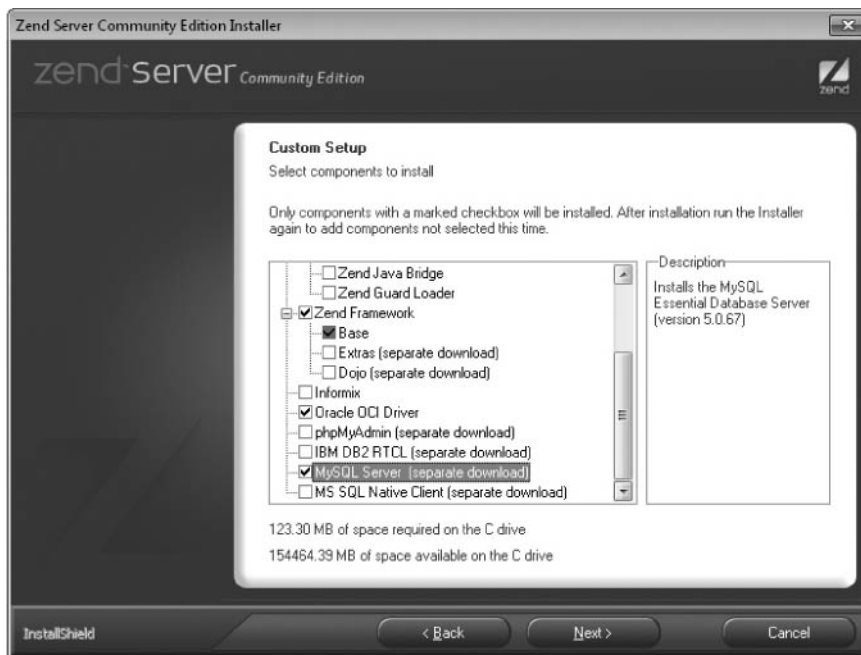 Zend Server Community Edition Installer
zend Server Community Edition
zend
Custom Setup
Select components to install
Only components with a marked checkbox will be installed. After installation run the Installer
again to add components not selected this time.
Zend Java Bridge
Zend Guard Loader
Zend Framework
Base
Extras (separate download)
Dojo (separate download)
Informix
Oracle OCI Driver
phpMyAdmin (separate download)
IBM DB2 RTCL (separate download)
MySQL Server (separate download)
MS SQL Native Client (separate download)
Description
Installs the MySQL
Essential Database Server
(version 5.0.67)
123.30 MB of space required on the C drive
154464.39 MB of space available on the C drive
InstallShield
< Back
Next >
Cancel